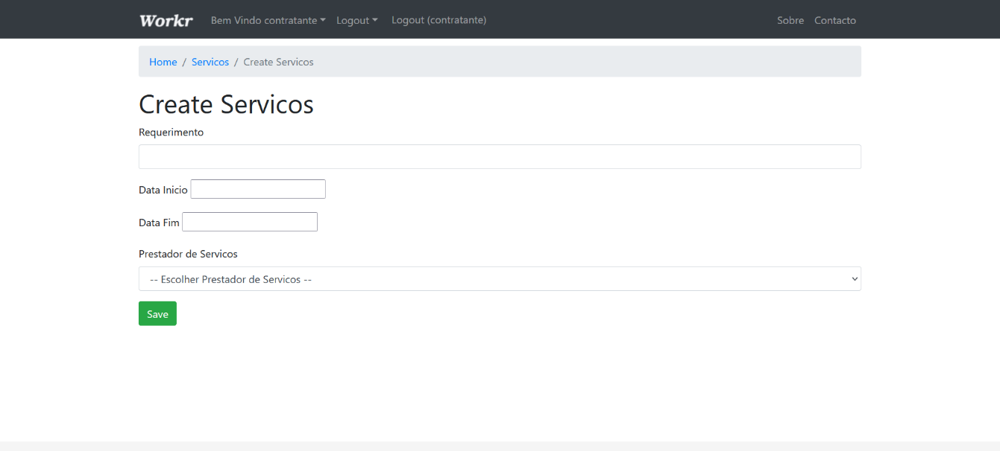 Workr Bem Vindo contratante Logout Logout (contratante) Sobre Contacto
Home / Servicos / Create Servicos
Create Servicos
Requerimento
Data Inicio
Data Fim
Prestador de Servicos
-- Escolher Prestador de Servicos --
Save